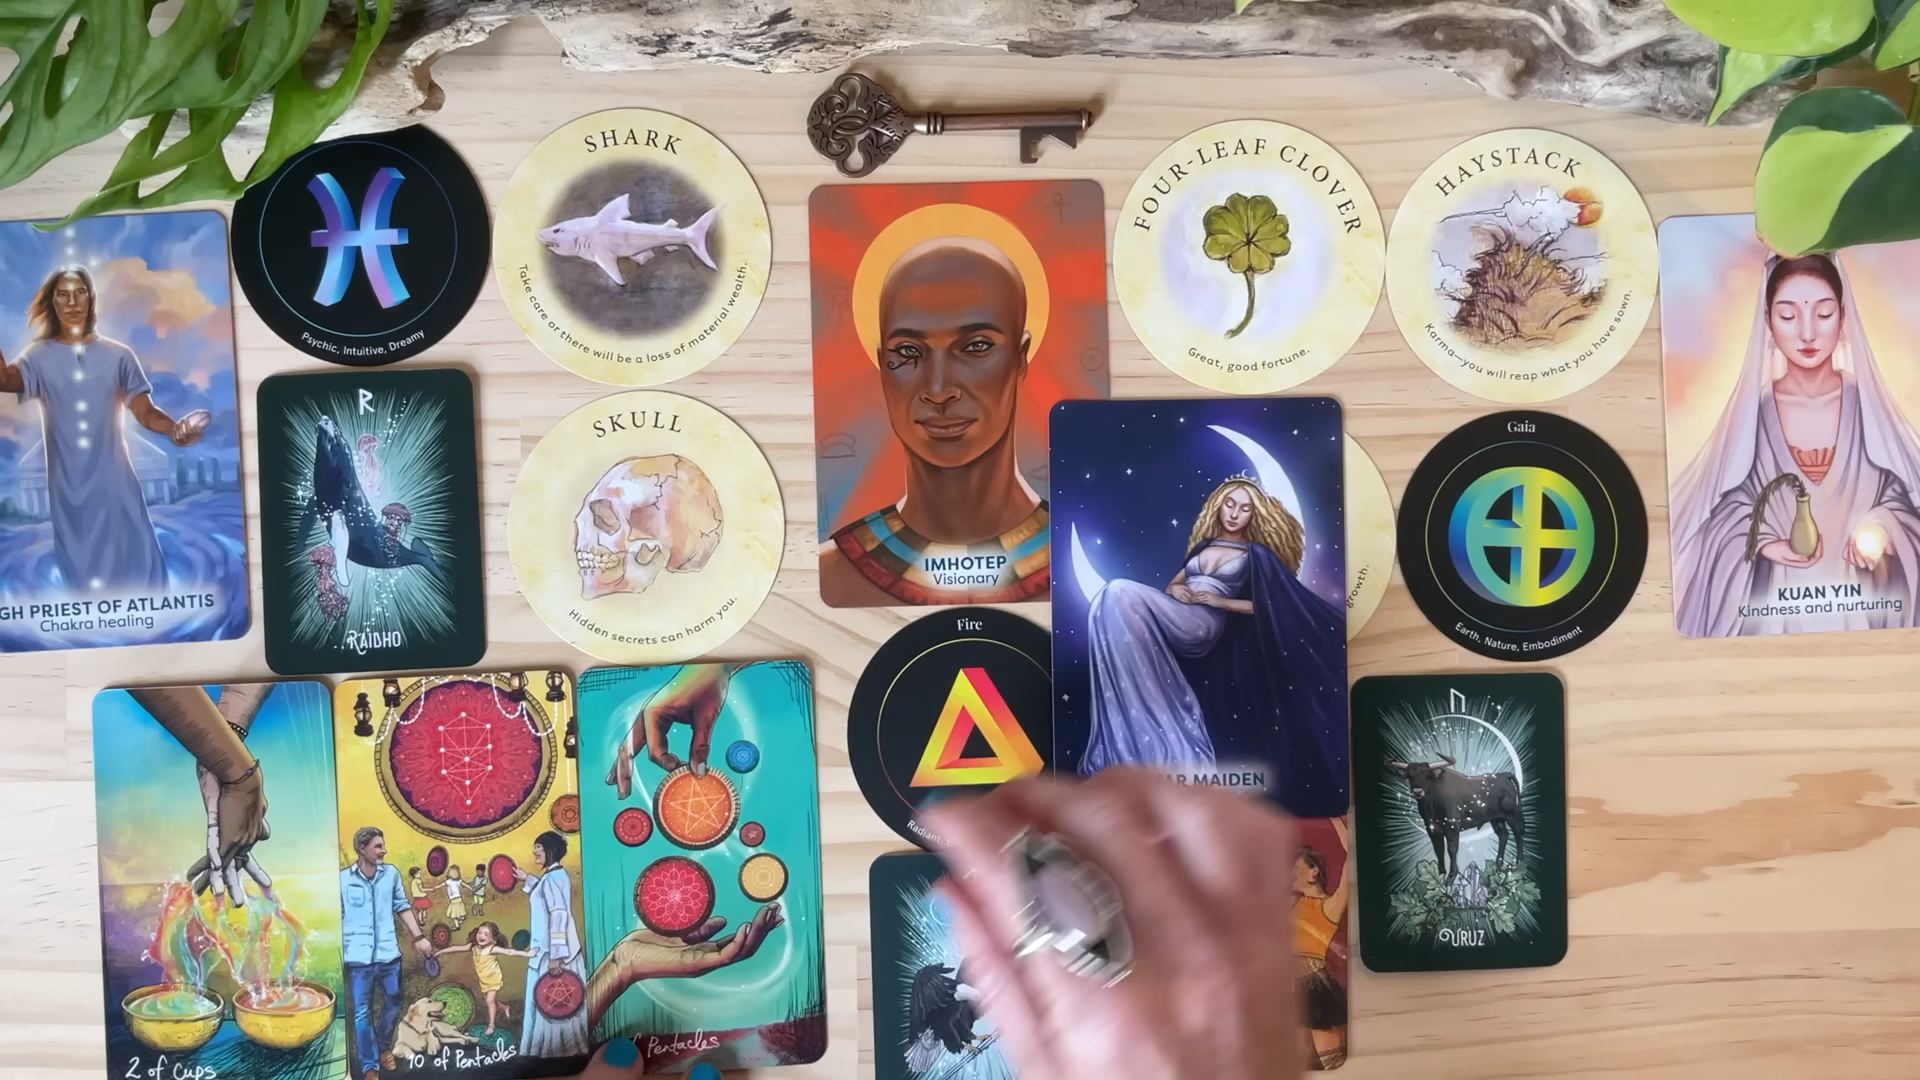 GH PRIEST OF ATLANTIS
Chakra healing
Psychic, Intuitive, Dreamy
SHARK
Take care or there will be a loss of material wealth.
R
RAIDHO
SKULL
Hidden secrets can harm you.
IMHOTEP
Visionary
FOUR-LEAF CLOVER
Great, good fortune.
HAYSTACK
Karma—you will reap what you have sown.
KUAN YIN
Kindness and nurturing
growth.
Gaia
Earth, Nature, Embodiment
Fire
Radiant,
AR MAIDEN
URUZ
2 of Cups
10 of Pentacles
f Pentacles